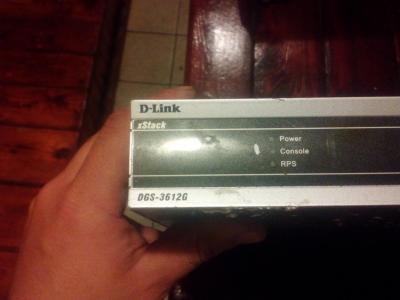 D-Link
xStack
Power
Console
RPS
DGS-3612G